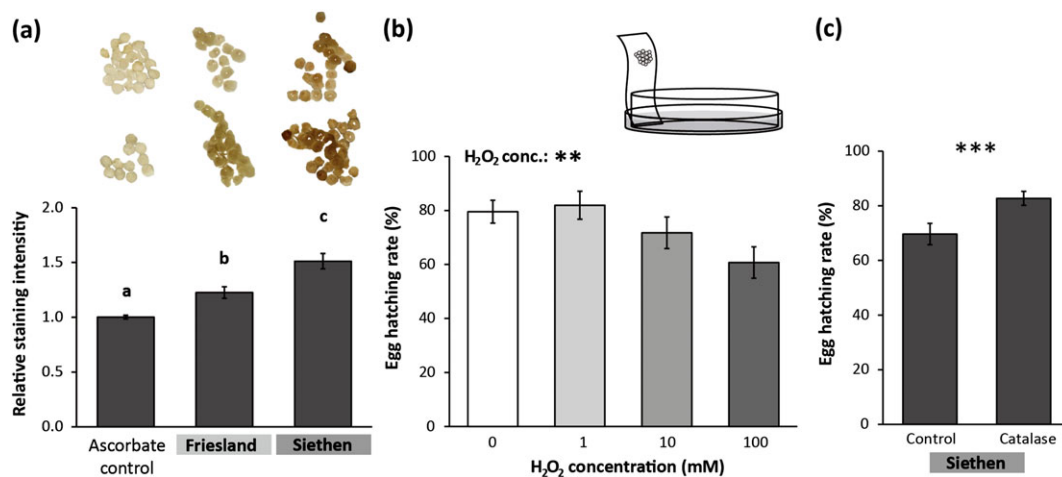 (a)
2.0
1.5
1.0
0.5
0.0
Relative staining intensitiy
a
b
c
Ascorbate
control
Friesland
Siethen
(b)
H₂O₂ conc.: **
100
80
60
40
20
0
Egg hatching rate (%)
0 1 10 100
H₂O₂ concentration (mM)
(c)
***
100
80
60
40
20
0
Egg hatching rate (%)
Control Catalase
Siethen